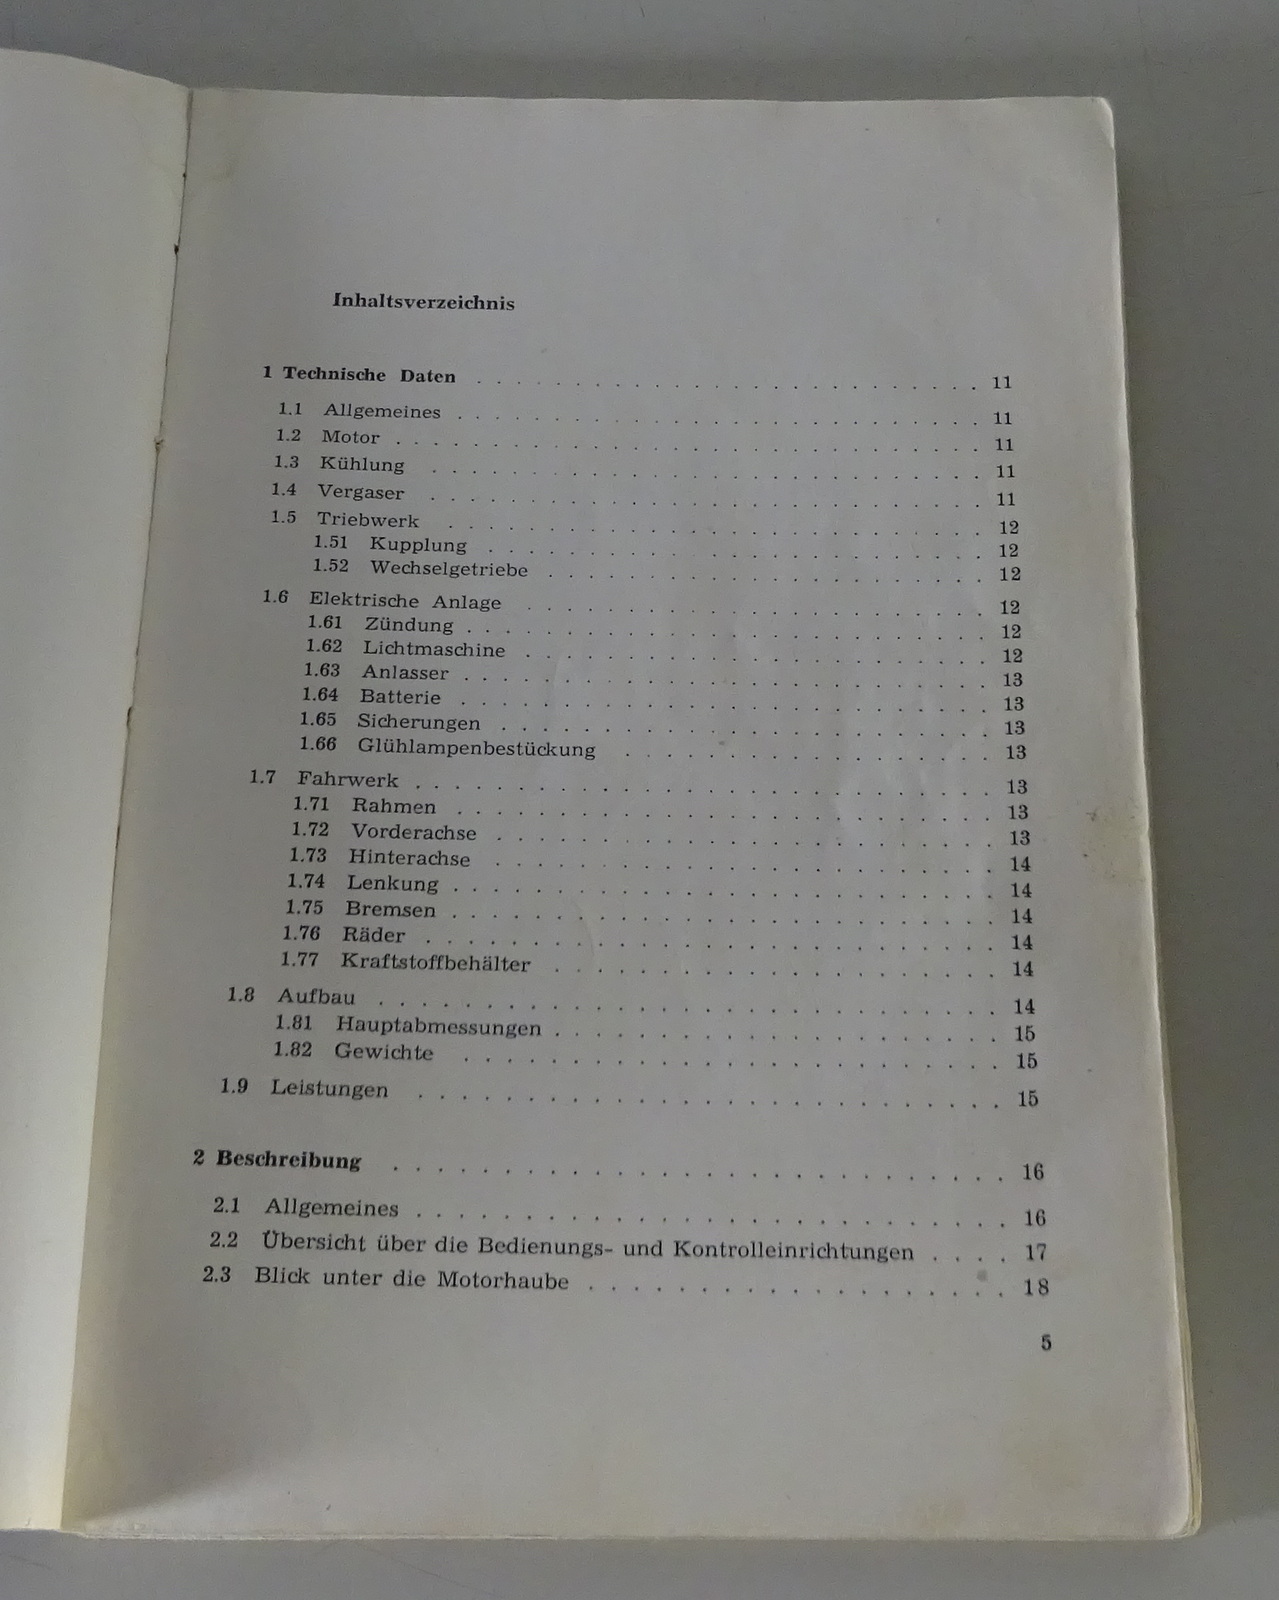 Inhaltsverzeichnis
1 Technische Daten . . . . . . . . . . . . . . . . . . . . . . . . . . 11
1.1 Allgemeines . . . . . . . . . . . . . . . . . . . . . . . . . . . 11
1.2 Motor . . . . . . . . . . . . . . . . . . . . . . . . . . . . . . 11
1.3 Kühlung . . . . . . . . . . . . . . . . . . . . . . . . . . . . 11
1.4 Vergaser . . . . . . . . . . . . . . . . . . . . . . . . . . . . 11
1.5 Triebwerk . . . . . . . . . . . . . . . . . . . . . . . . . . . 12
1.51 Kupplung . . . . . . . . . . . . . . . . . . . . . . . . . 12
1.52 Wechselgetriebe . . . . . . . . . . . . . . . . . . . . . . 12
1.6 Elektrische Anlage . . . . . . . . . . . . . . . . . . . . . . . 12
1.61 Zündung . . . . . . . . . . . . . . . . . . . . . . . . . . 12
1.62 Lichtmaschine . . . . . . . . . . . . . . . . . . . . . . . 12
1.63 Anlasser . . . . . . . . . . . . . . . . . . . . . . . . . . 13
1.64 Batterie . . . . . . . . . . . . . . . . . . . . . . . . . . 13
1.65 Sicherungen . . . . . . . . . . . . . . . . . . . . . . . . 13
1.66 Glühlampenbestückung . . . . . . . . . . . . . . . . . . 13
1.7 Fahrwerk . . . . . . . . . . . . . . . . . . . . . . . . . . . . 13
1.71 Rahmen . . . . . . . . . . . . . . . . . . . . . . . . . . 13
1.72 Vorderachse . . . . . . . . . . . . . . . . . . . . . . . . 13
1.73 Hinterachse . . . . . . . . . . . . . . . . . . . . . . . . 14
1.74 Lenkung . . . . . . . . . . . . . . . . . . . . . . . . . . 14
1.75 Bremsen . . . . . . . . . . . . . . . . . . . . . . . . . . 14
1.76 Räder . . . . . . . . . . . . . . . . . . . . . . . . . . . 14
1.77 Kraftstoffbehälter . . . . . . . . . . . . . . . . . . . . . 14
1.8 Aufbau . . . . . . . . . . . . . . . . . . . . . . . . . . . . . 14
1.81 Hauptabmessungen . . . . . . . . . . . . . . . . . . . . . 15
1.82 Gewichte . . . . . . . . . . . . . . . . . . . . . . . . . 15
1.9 Leistungen . . . . . . . . . . . . . . . . . . . . . . . . . . . 15
2 Beschreibung . . . . . . . . . . . . . . . . . . . . . . . . . . . . 16
2.1 Allgemeines . . . . . . . . . . . . . . . . . . . . . . . . . . . 16
2.2 Übersicht über die Bedienungs- und Kontrolleinrichtungen . . . . 17
2.3 Blick unter die Motorhaube . . . . . . . . . . . . . . . . . . . 18
5